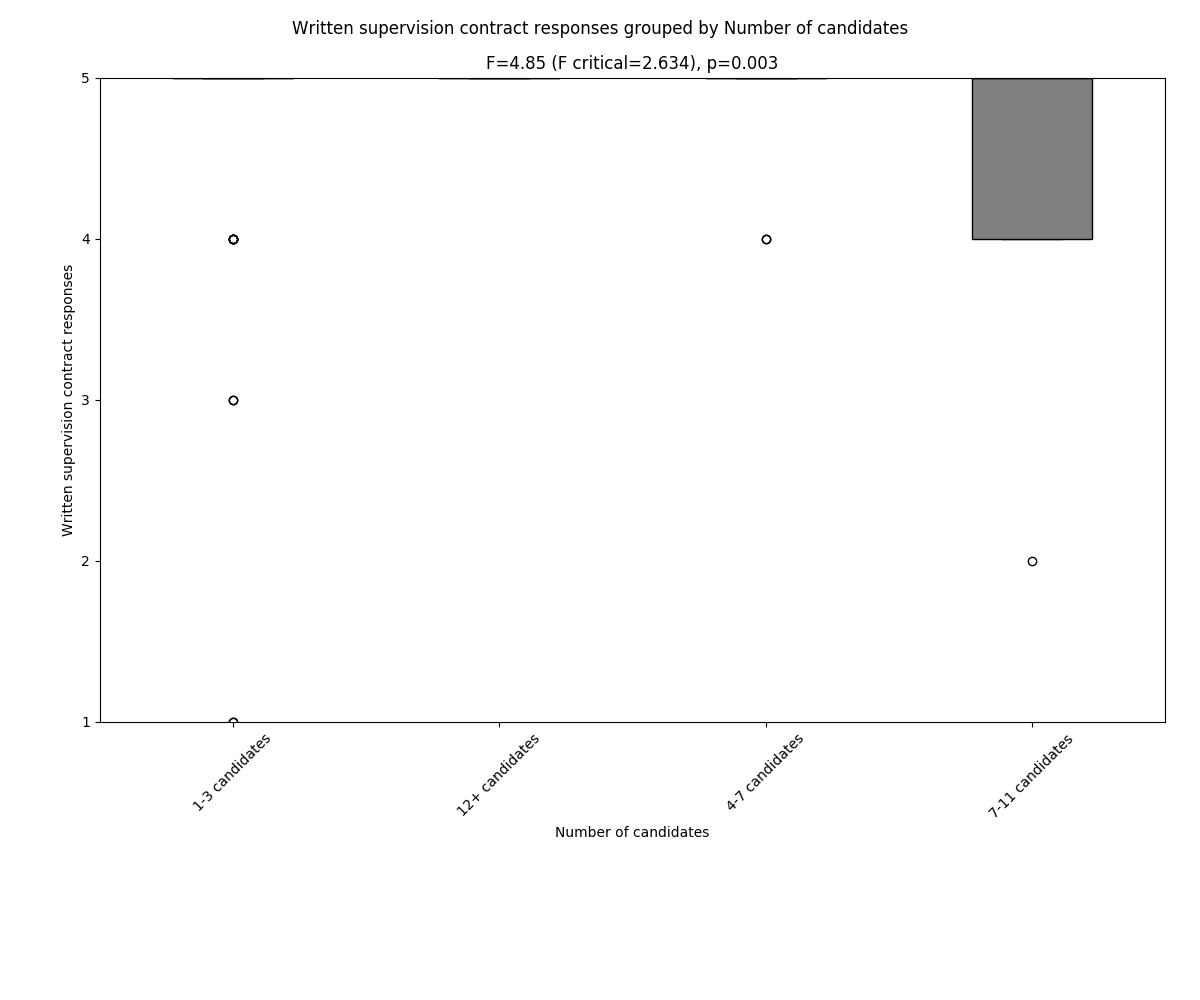 Written supervision contract responses grouped by Number of candidates
F=4.85 (F critical=2.634), p=0.003
5
4
3
2
1
Written supervision contract responses
1-3 candidates
12+ candidates
4-7 candidates
7-11 candidates
Number of candidates